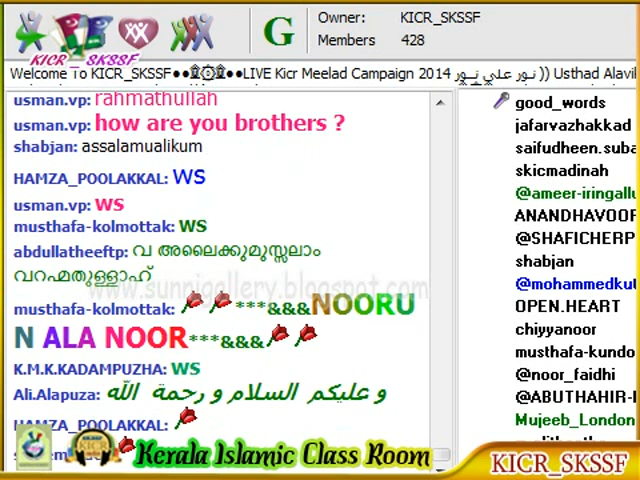 KICR_SKSSF
G
Owner: KICR_SKSSF
Members 428
Welcome To KICR_SKSSF●●۩۞۩●●LIVE Kicr Meelad Campaign 2014 نور علي نور )) Usthad Alavil
usman.vp: rahmathullah
usman.vp: how are you brothers ?
shabjan: assalamualikum
HAMZA_POOLAKKAL: WS
usman.vp: WS
musthafa-kolmottak: WS
abdullatheeftp: വ അലൈക്കുമുസ്സലാം
വറഹ്മതുള്ളാഹ്
www.sunnigallery.blogspot.com
musthafa-kolmottak: ***&&&NOORU
N ALA NOOR***&&&
K.M.K.KADAMPUZHA: WS
Ali.Alapuza: و عليكم السلام و رحمة الله
HAMZA_POOLAKKAL:
Kerala Islamic Class Room
good_words
jafarvazhakkad
saifudheen.suba
skicmadinah
@ameer-iringallu
ANANDHAVOOR
@SHAFICHERP
shabjan
@mohammedkut
OPEN.HEART
chiyyanoor
musthafa-kundo
@noor_faidhi
@ABUTHAHIR-
Mujeeb_London
KICR_SKSSF